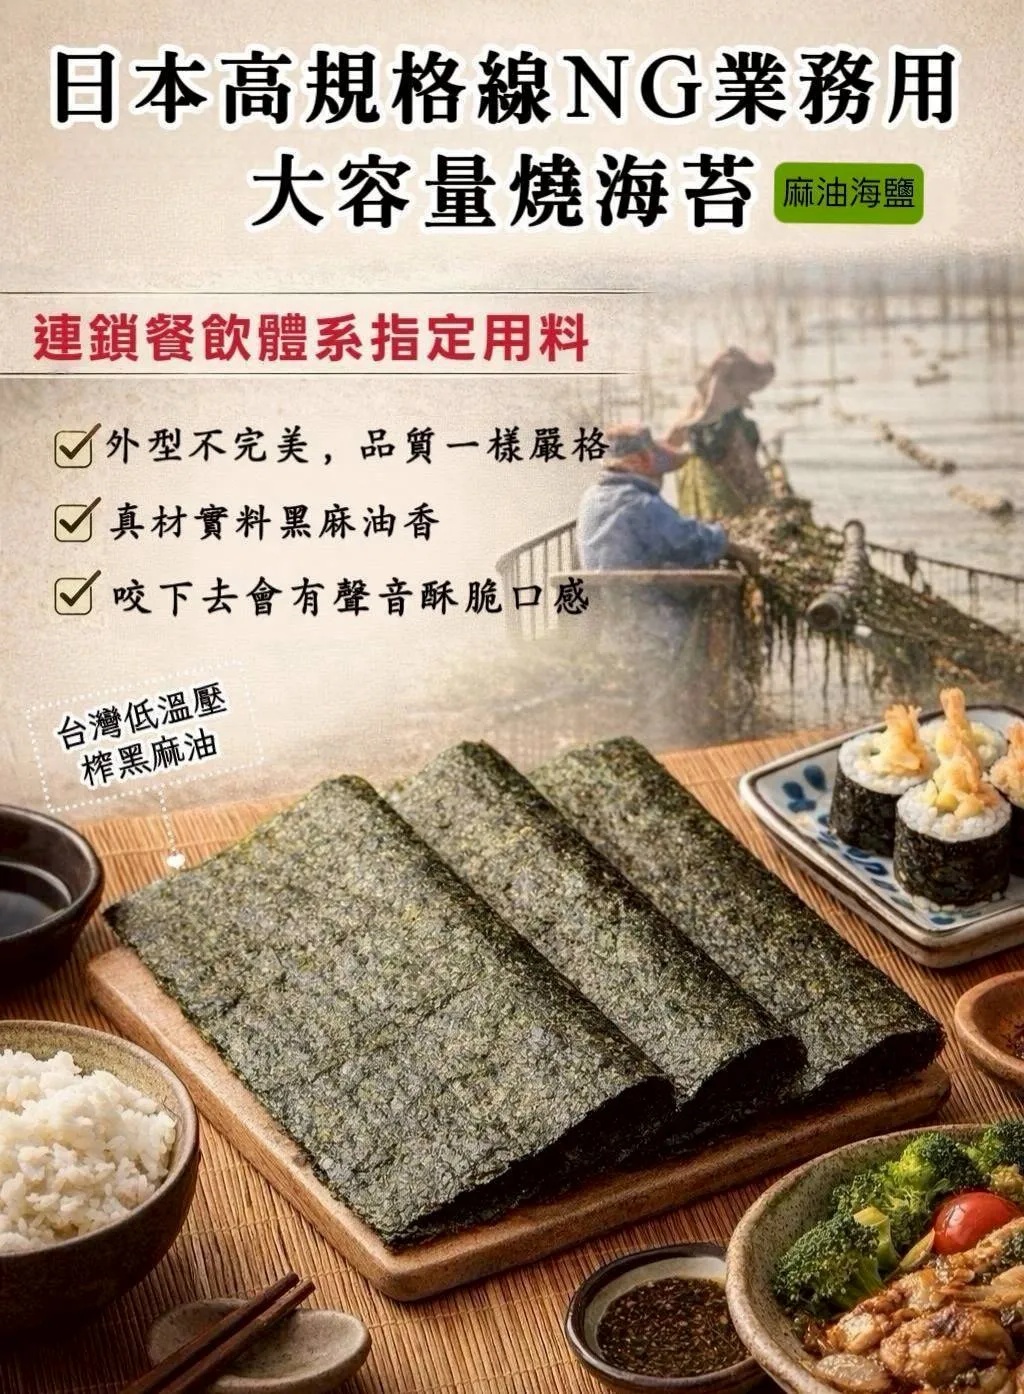 日本高規格線NG業務用
大容量燒海苔 麻油海鹽
連鎖餐飲體系指定用料
外型不完美，品質一樣嚴格
真材實料黑麻油香
咬下去會有聲音酥脆口感
台灣低溫壓
榨黑麻油